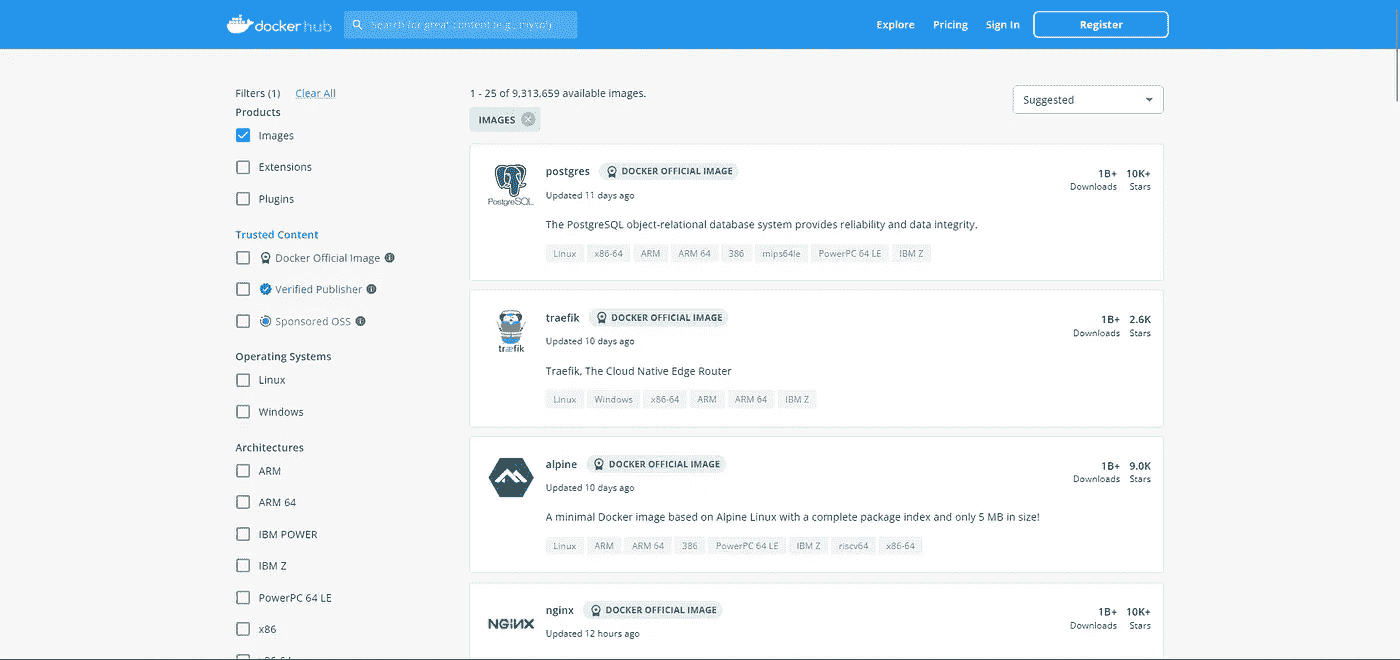 docker hub
Search for great content (e.g., mysql)
Explore
Pricing
Sign In
Register
Filters (1)
Clear All
Products
Images
Extensions
Plugins
Trusted Content
Docker Official Image
Verified Publisher
Sponsored OSS
Operating Systems
Linux
Windows
Architectures
ARM
ARM 64
IBM POWER
IBM Z
PowerPC 64 LE
x86
1 - 25 of 9,313,659 available images.
Suggested
IMAGES
PostgreSQL
postgres
DOCKER OFFICIAL IMAGE
1B+ 10K+
Downloads Stars
Updated 11 days ago
The PostgreSQL object-relational database system provides reliability and data integrity.
Linux x86-64 ARM ARM 64 386 mips64le PowerPC 64 LE IBM Z
træfik
traefik
DOCKER OFFICIAL IMAGE
1B+ 2.6K
Downloads Stars
Updated 10 days ago
Traefik, The Cloud Native Edge Router
Linux Windows x86-64 ARM ARM 64 IBM Z
alpine
DOCKER OFFICIAL IMAGE
1B+ 9.0K
Downloads Stars
Updated 10 days ago
A minimal Docker image based on Alpine Linux with a complete package index and only 5 MB in size!
Linux ARM ARM 64 386 PowerPC 64 LE IBM Z riscv64 x86-64
NGINX
nginx
DOCKER OFFICIAL IMAGE
1B+ 10K+
Downloads Stars
Updated 12 hours ago